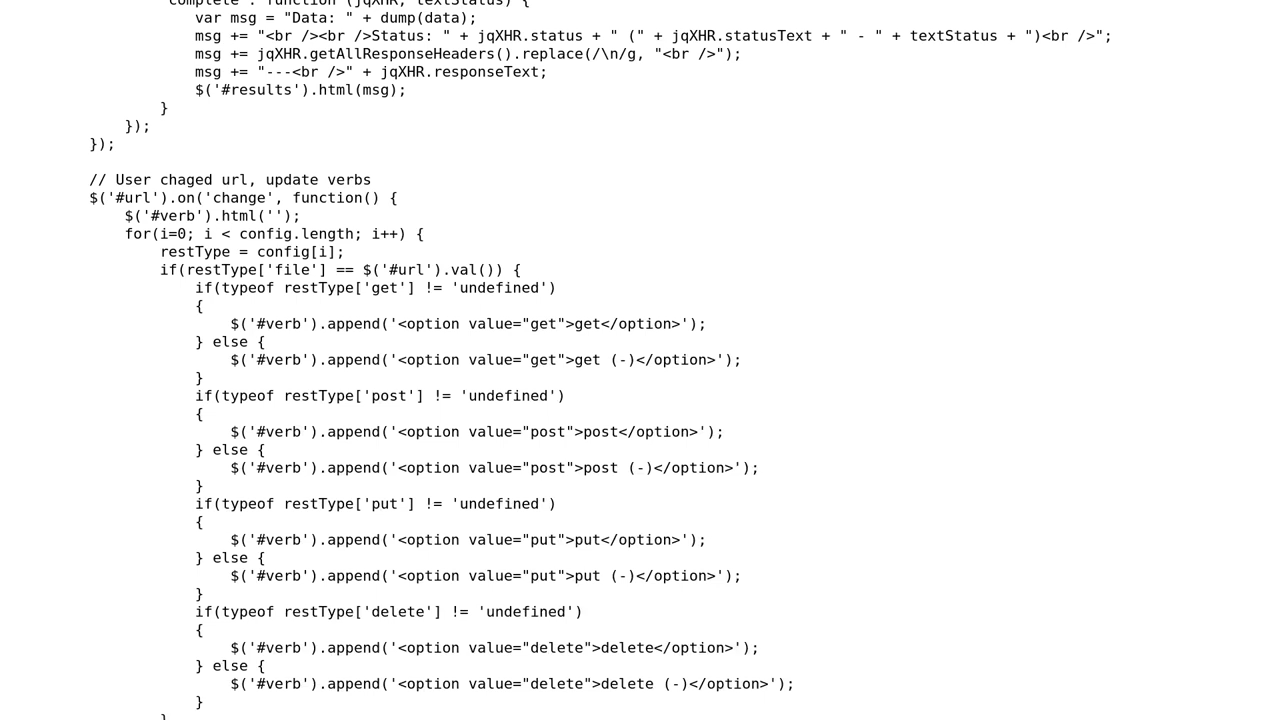 "complete": function (jqXHR, textStatus) {
var msg = "Data: " + dump(data);
msg += "<br /><br />Status: " + jqXHR.status + " (" + jqXHR.statusText + " - " + textStatus + ")<br />";
msg += jqXHR.getAllResponseHeaders().replace(/\n/g, "<br />");
msg += "---<br />" + jqXHR.responseText;
$('#results').html(msg);
}
});
});
// User chaged url, update verbs
$('#url').on('change', function() {
$('#verb').html('');
for(i=0; i < config.length; i++) {
restType = config[i];
if(restType['file'] == $('#url').val()) {
if(typeof restType['get'] != 'undefined')
{
$('#verb').append('<option value="get">get</option>');
} else {
$('#verb').append('<option value="get">get (-)</option>');
}
if(typeof restType['post'] != 'undefined')
{
$('#verb').append('<option value="post">post</option>');
} else {
$('#verb').append('<option value="post">post (-)</option>');
}
if(typeof restType['put'] != 'undefined')
{
$('#verb').append('<option value="put">put</option>');
} else {
$('#verb').append('<option value="put">put (-)</option>');
}
if(typeof restType['delete'] != 'undefined')
{
$('#verb').append('<option value="delete">delete</option>');
} else {
$('#verb').append('<option value="delete">delete (-)</option>');
}
}